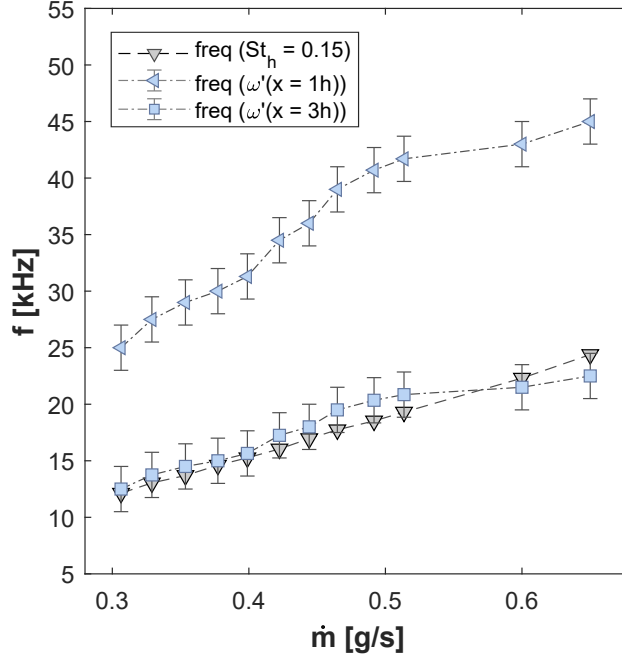 freq (St_h = 0.15)
freq (ω'(x = 1h))
freq (ω'(x = 3h))
55
50
45
40
35
30
25
20
15
10
5
f [kHz]
0.3 0.4 0.5 0.6
ṁ [g/s]